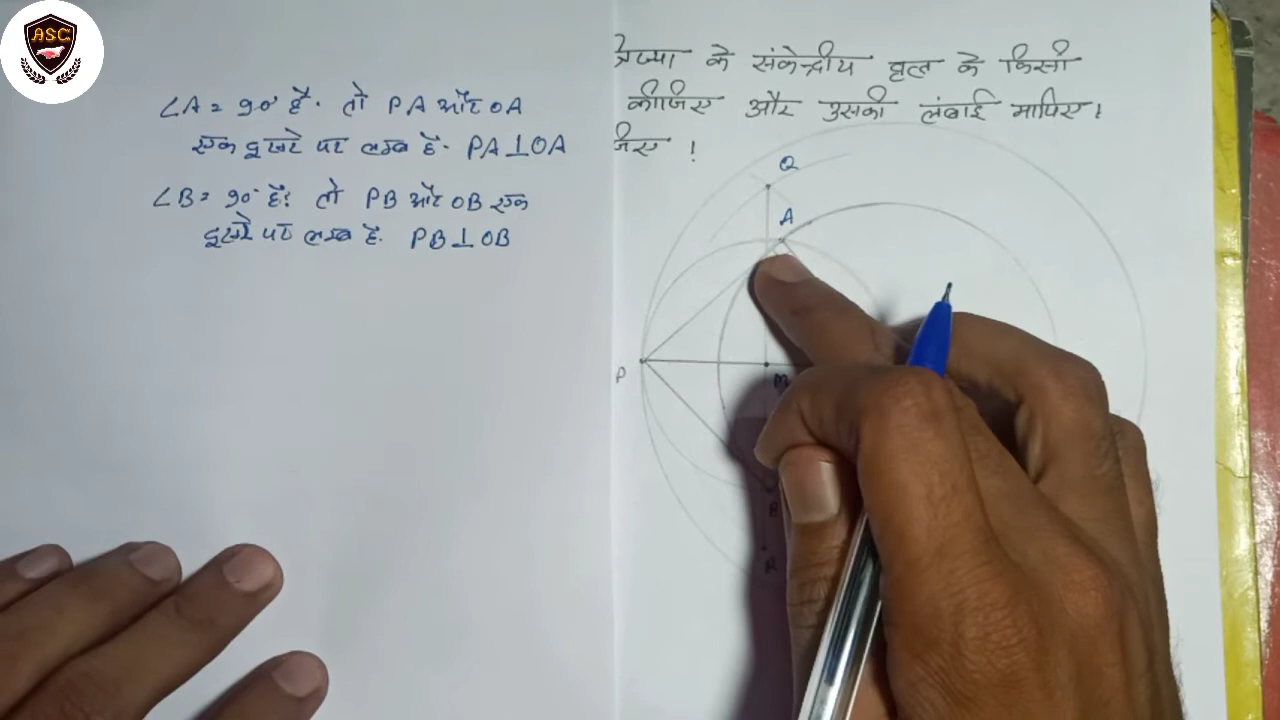 ASC
∠A = 90° है. तो PA और OA
एक दूसरे पर लम्ब है. PA⊥OA
∠B = 90° है. तो PB और OB एक
दूसरे पर लम्ब है. PB⊥OB
त्रिज्या के संकेन्द्रीय वृत्त के किसी
कीजिए और उसकी लंबाई मापिए।
जिए !
Q
A
P
M
B
R